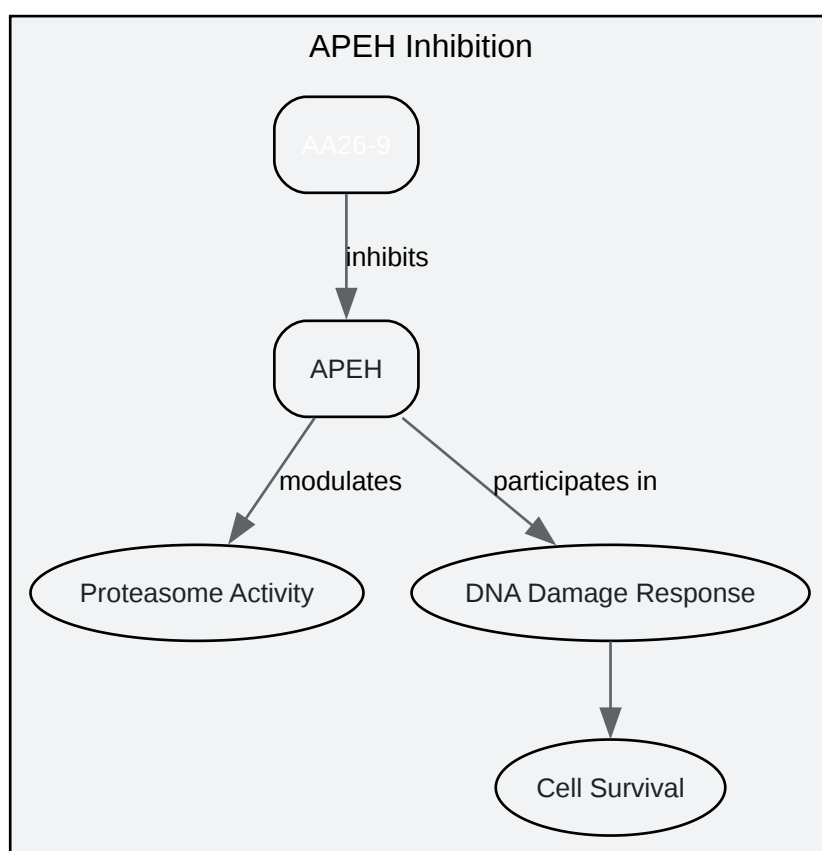 APEH Inhibition
AA26-9
inhibits
APEH
modulates
participates in
Proteasome Activity
DNA Damage Response
Cell Survival